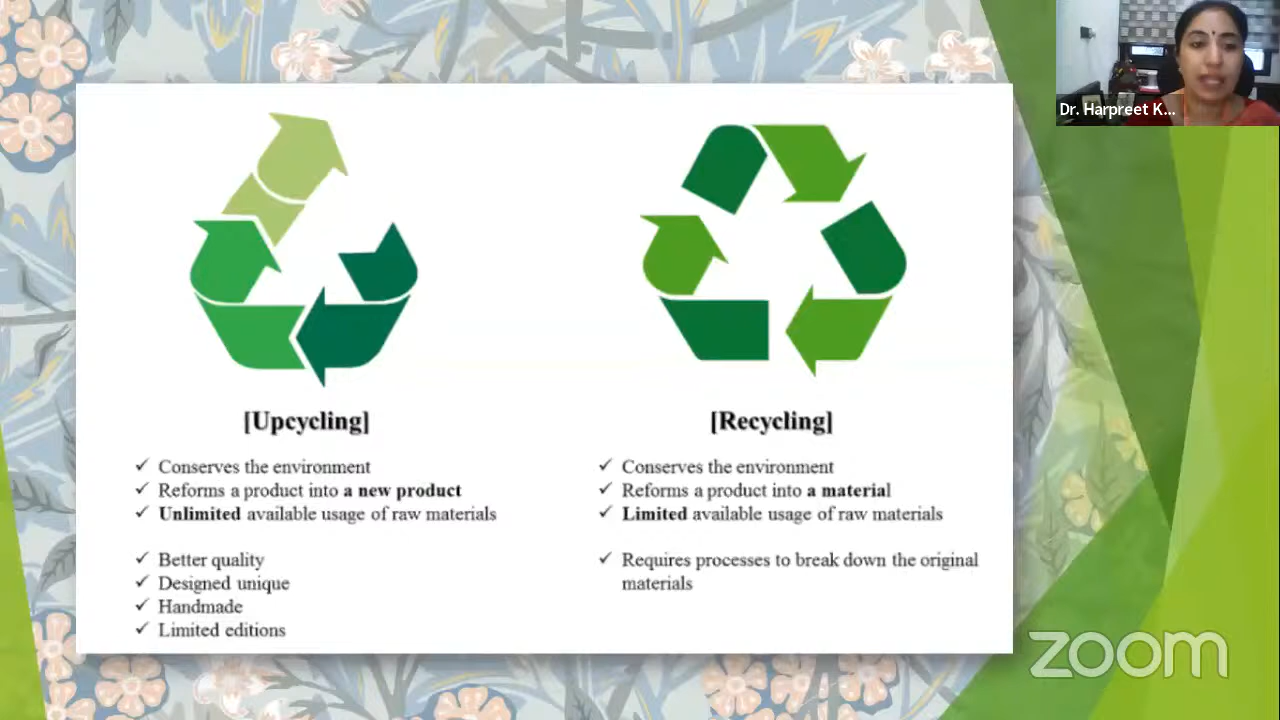 Dr. Harpreet K...
[Upcycling]
✓ Conserves the environment
✓ Reforms a product into a new product
✓ Unlimited available usage of raw materials
✓ Better quality
✓ Designed unique
✓ Handmade
✓ Limited editions
[Recycling]
✓ Conserves the environment
✓ Reforms a product into a material
✓ Limited available usage of raw materials
✓ Requires processes to break down the original
materials
zoom